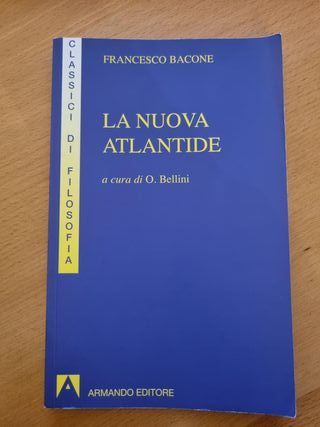 FRANCESCO BACONE
CLASSICI DI FILOSOFIA
LA NUOVA
ATLANTIDE
a cura di O. Bellini
A
ARMANDO EDITORE